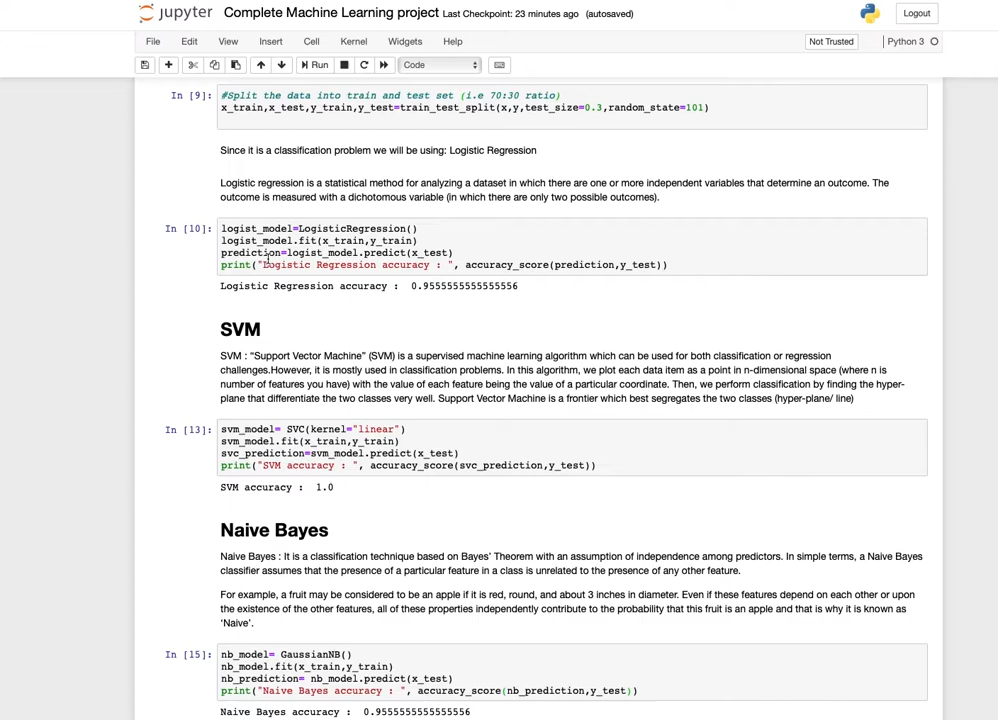 jupyter Complete Machine Learning project Last Checkpoint: 23 minutes ago (autosaved) Logout
File Edit View Insert Cell Kernel Widgets Help Not Trusted Python 3
Run Code
In [9]: #Split the data into train and test set (i.e 70:30 ratio)
x_train,x_test,y_train,y_test=train_test_split(x,y,test_size=0.3,random_state=101)
Since it is a classification problem we will be using: Logistic Regression
Logistic regression is a statistical method for analyzing a dataset in which there are one or more independent variables that determine an outcome. The
outcome is measured with a dichotomous variable (in which there are only two possible outcomes).
In [10]: logist_model=LogisticRegression()
logist_model.fit(x_train,y_train)
prediction=logist_model.predict(x_test)
print("Logistic Regression accuracy : ", accuracy_score(prediction,y_test))
Logistic Regression accuracy :  0.9555555555555556
SVM
SVM : “Support Vector Machine” (SVM) is a supervised machine learning algorithm which can be used for both classification or regression
challenges.However, it is mostly used in classification problems. In this algorithm, we plot each data item as a point in n-dimensional space (where n is
number of features you have) with the value of each feature being the value of a particular coordinate. Then, we perform classification by finding the hyper-
plane that differentiate the two classes very well. Support Vector Machine is a frontier which best segregates the two classes (hyper-plane/ line)
In [13]: svm_model= SVC(kernel="linear")
svm_model.fit(x_train,y_train)
svc_prediction=svm_model.predict(x_test)
print("SVM accuracy : ", accuracy_score(svc_prediction,y_test))
SVM accuracy :  1.0
Naive Bayes
Naive Bayes : It is a classification technique based on Bayes’ Theorem with an assumption of independence among predictors. In simple terms, a Naive Bayes
classifier assumes that the presence of a particular feature in a class is unrelated to the presence of any other feature.
For example, a fruit may be considered to be an apple if it is red, round, and about 3 inches in diameter. Even if these features depend on each other or upon
the existence of the other features, all of these properties independently contribute to the probability that this fruit is an apple and that is why it is known as
‘Naive’.
In [15]: nb_model= GaussianNB()
nb_model.fit(x_train,y_train)
nb_prediction= nb_model.predict(x_test)
print("Naive Bayes accuracy : ", accuracy_score(nb_prediction,y_test))
Naive Bayes accuracy :  0.9555555555555556